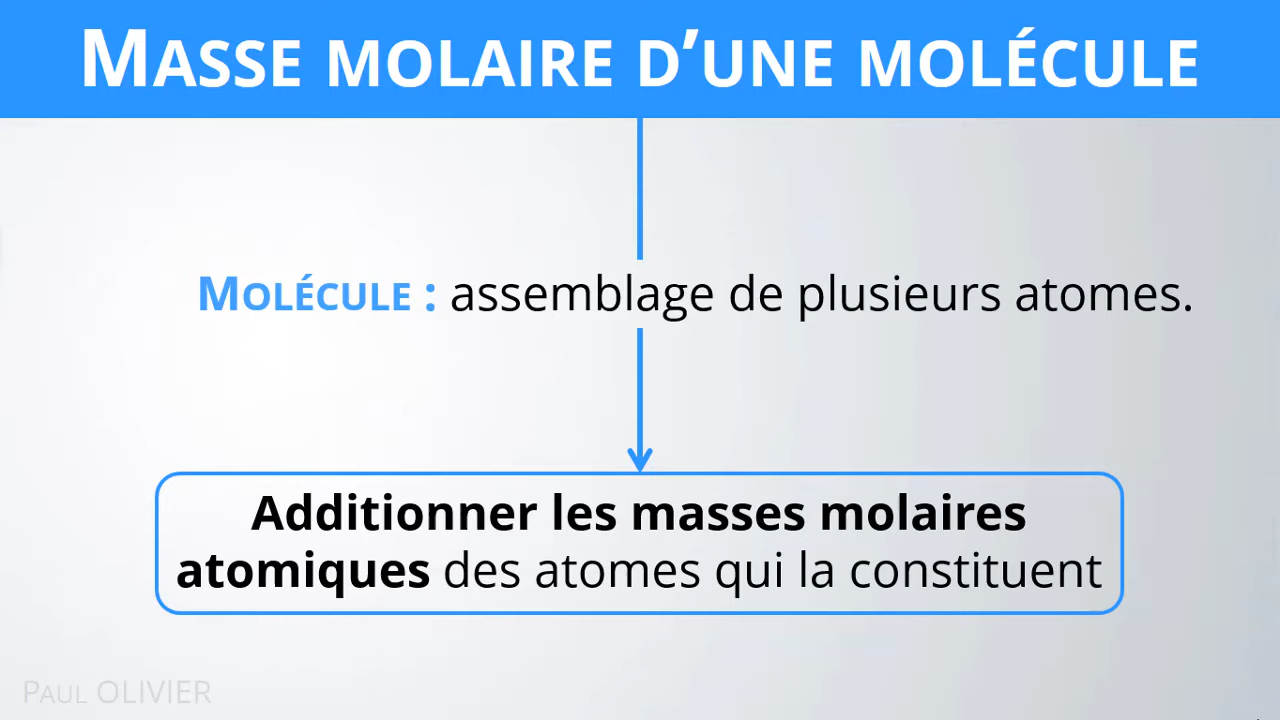 MASSE MOLAIRE D’UNE MOLÉCULE
MOLÉCULE : assemblage de plusieurs atomes.
Additionner les masses molaires
atomiques des atomes qui la constituent
PAUL OLIVIER